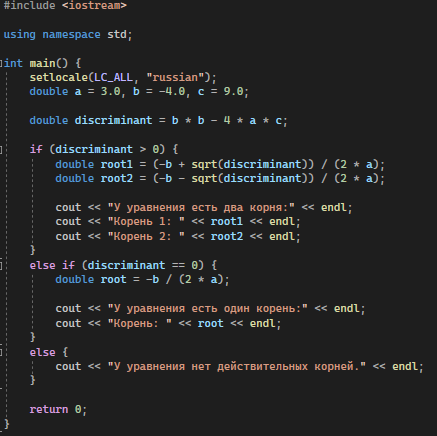 #include <iostream>
using namespace std;
int main() {
setlocale(LC_ALL, "russian");
double a = 3.0, b = -4.0, c = 9.0;
double discriminant = b * b - 4 * a * c;
if (discriminant > 0) {
double root1 = (-b + sqrt(discriminant)) / (2 * a);
double root2 = (-b - sqrt(discriminant)) / (2 * a);
cout << "У уравнения есть два корня:" << endl;
cout << "Корень 1: " << root1 << endl;
cout << "Корень 2: " << root2 << endl;
}
else if (discriminant == 0) {
double root = -b / (2 * a);
cout << "У уравнения есть один корень:" << endl;
cout << "Корень: " << root << endl;
}
else {
cout << "У уравнения нет действительных корней." << endl;
}
return 0;
}